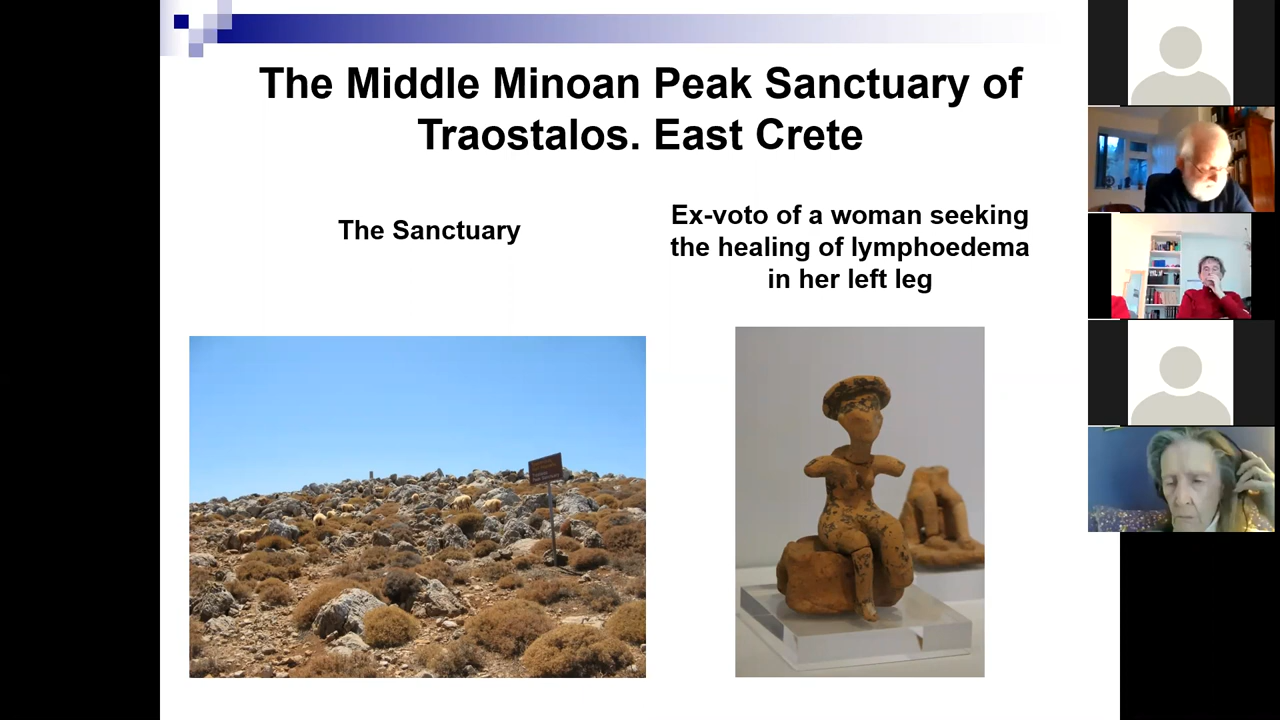 The Middle Minoan Peak Sanctuary of
Traostalos. East Crete
The Sanctuary
Ex-voto of a woman seeking
the healing of lymphoedema
in her left leg